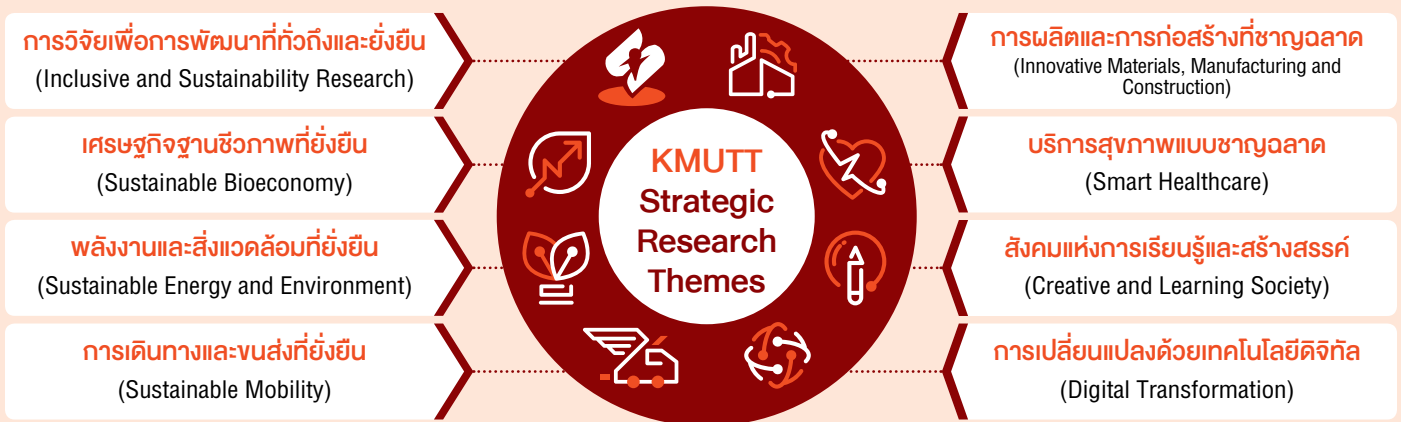 การวิจัยเพื่อการพัฒนาที่ทั่วถึงและยั่งยืน
(Inclusive and Sustainability Research)
เศรษฐกิจฐานชีวภาพที่ยั่งยืน
(Sustainable Bioeconomy)
พลังงานและสิ่งแวดล้อมที่ยั่งยืน
(Sustainable Energy and Environment)
การเดินทางและขนส่งที่ยั่งยืน
(Sustainable Mobility)
KMUTT
Strategic
Research
Themes
การผลิตและการก่อสร้างที่ชาญฉลาด
(Innovative Materials, Manufacturing and
Construction)
บริการสุขภาพแบบชาญฉลาด
(Smart Healthcare)
สังคมแห่งการเรียนรู้และสร้างสรรค์
(Creative and Learning Society)
การเปลี่ยนแปลงด้วยเทคโนโลยีดิจิทัล
(Digital Transformation)